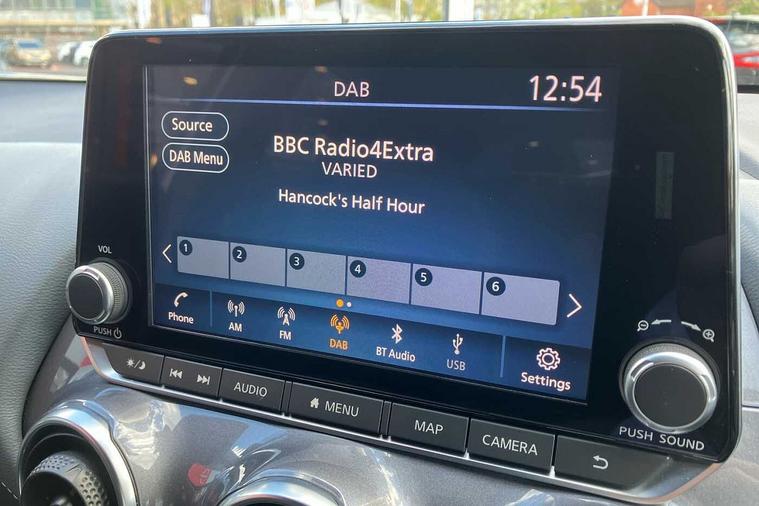 DAB
12:54
Source
DAB Menu
BBC Radio4Extra
VARIED
Hancock's Half Hour
1 2 3 4 5 6
Phone
AM
FM
DAB
BT Audio
USB
Settings
VOL
PUSH
PUSH SOUND
AUDIO
MENU
MAP
CAMERA